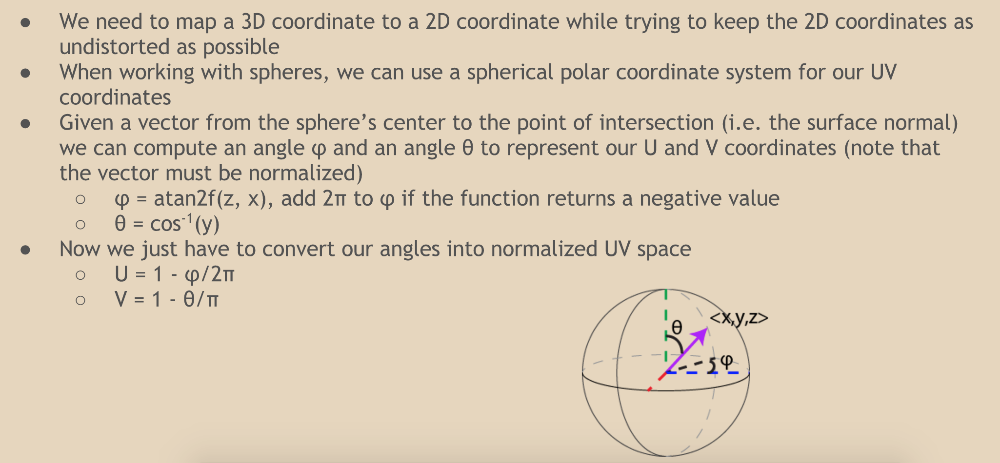 ● We need to map a 3D coordinate to a 2D coordinate while trying to keep the 2D coordinates as
undistorted as possible
● When working with spheres, we can use a spherical polar coordinate system for our UV
coordinates
● Given a vector from the sphere’s center to the point of intersection (i.e. the surface normal)
we can compute an angle φ and an angle θ to represent our U and V coordinates (note that
the vector must be normalized)
○ φ = atan2f(z, x), add 2π to φ if the function returns a negative value
○ θ = cos⁻¹(y)
● Now we just have to convert our angles into normalized UV space
○ U = 1 - φ/2π
○ V = 1 - θ/π
<x,y,z>
θ
φ